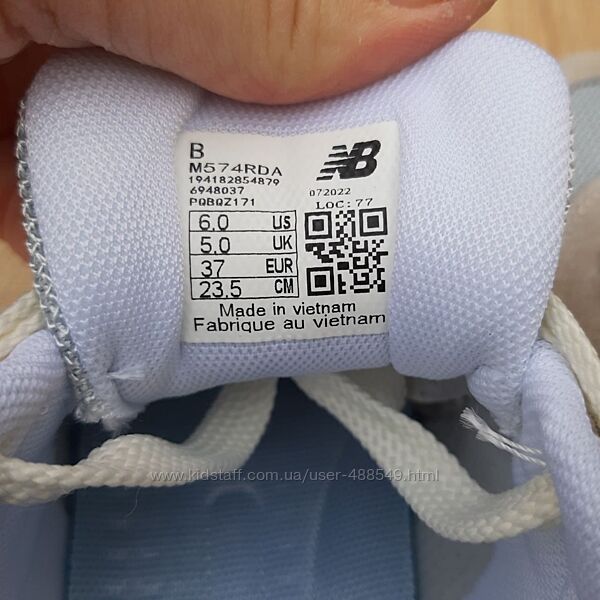 B
M574RDA
194182854879
6948037
PQBQZ171
NB
072022
LOC: 77
6.0 US
5.0 UK
37 EUR
23.5 CM
Made in vietnam
Fabrique au vietnam
www.kidstaff.com.ua/user-488549.html